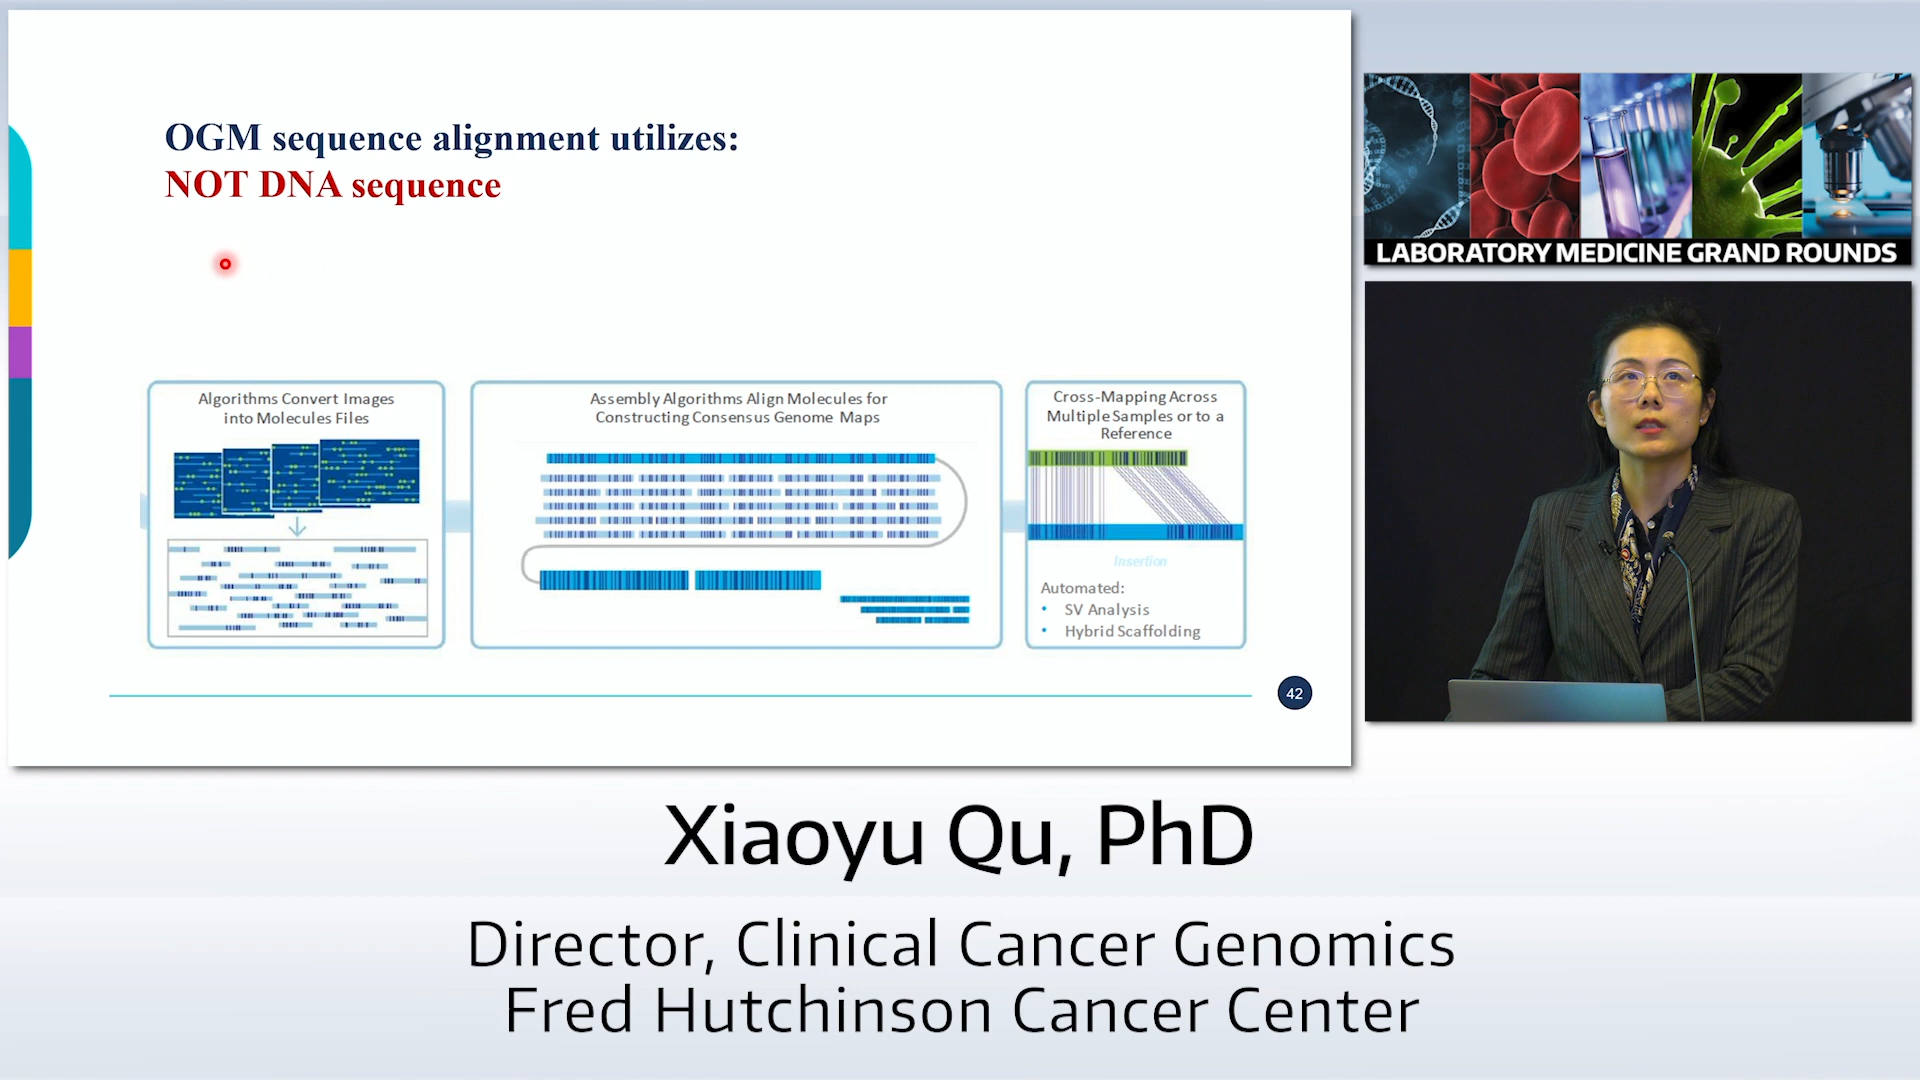 OGM sequence alignment utilizes:
NOT DNA sequence
Algorithms Convert Images
into Molecules Files
Assembly Algorithms Align Molecules for
Constructing Consensus Genome Maps
Cross-Mapping Across
Multiple Samples or to a
Reference
Insertion
Automated:
• SV Analysis
• Hybrid Scaffolding
42
LABORATORY MEDICINE GRAND ROUNDS
Xiaoyu Qu, PhD
Director, Clinical Cancer Genomics
Fred Hutchinson Cancer Center